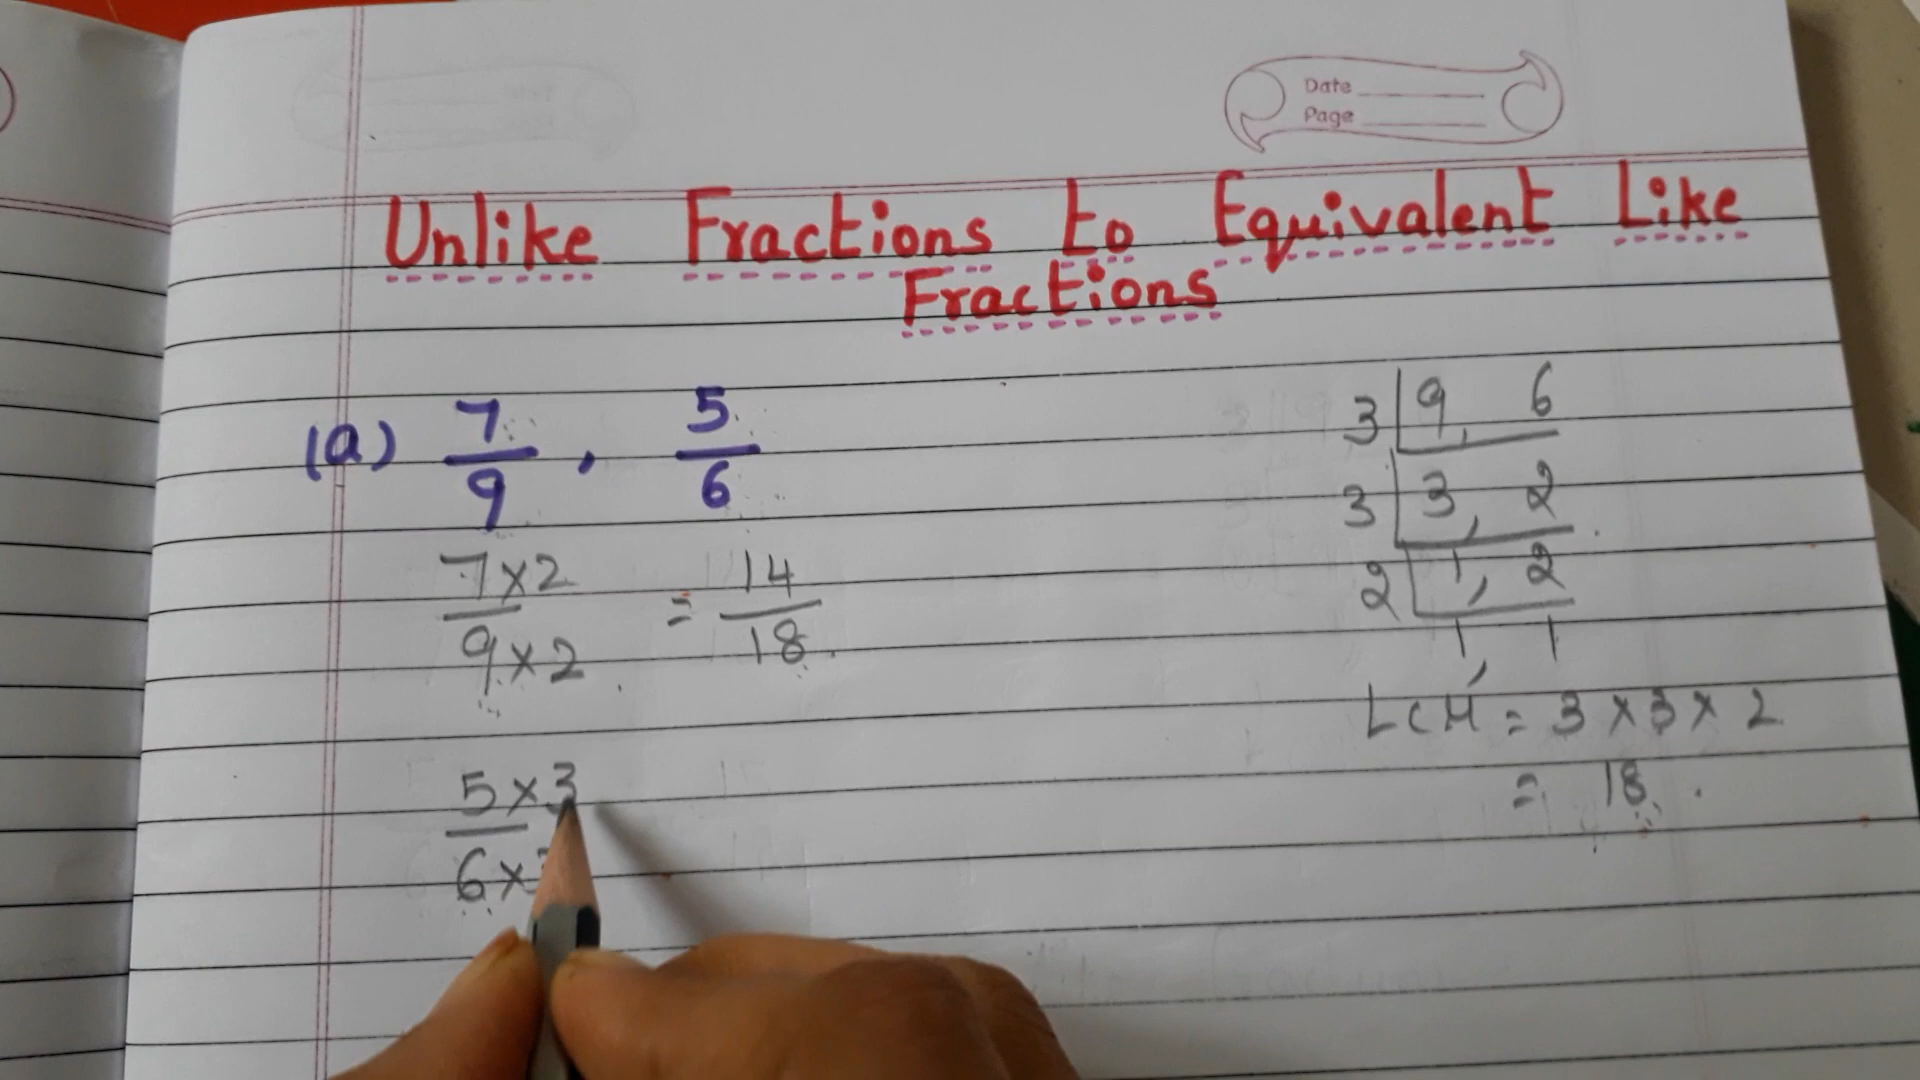 Date
Page
Unlike Fractions to Equivalent Like
Fractions
(a) 7/9 , 5/6
7×2/9×2 = 14/18
5×3/6×
3 | 9, 6
3 | 3, 2
2 | 1, 2
1, 1
LCM = 3×3×2
= 18.